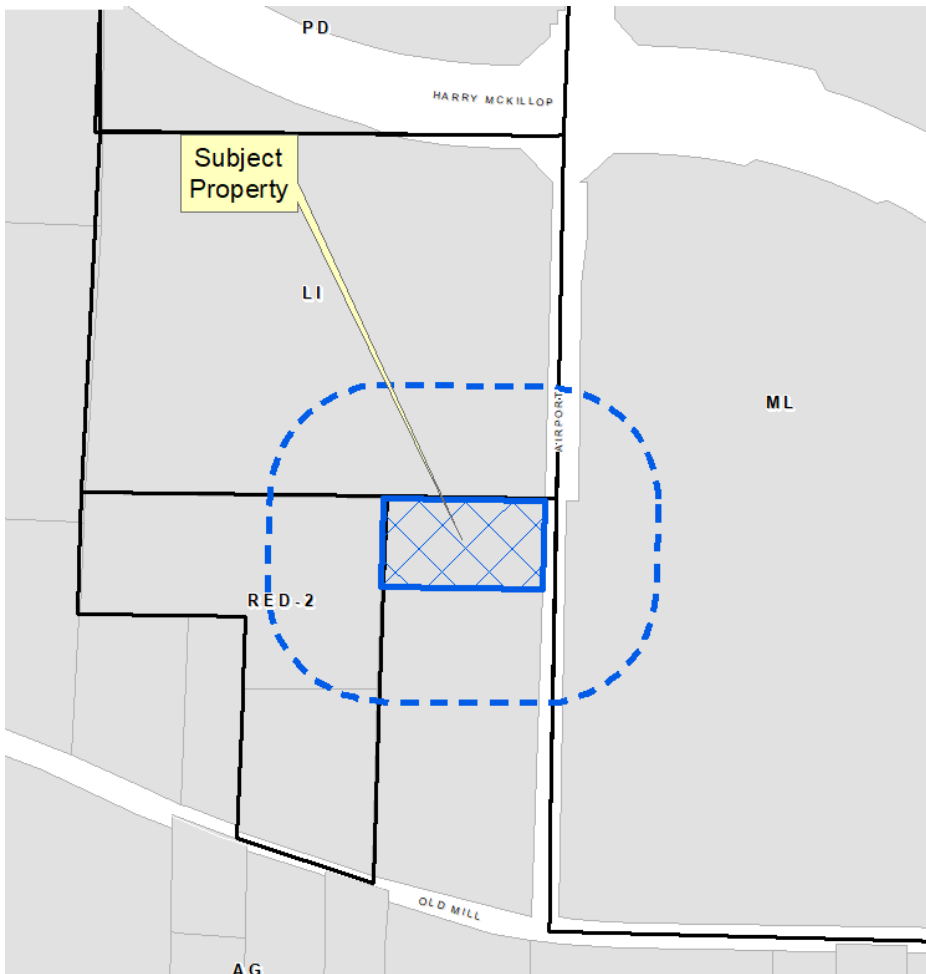 PD
HARRY MCKILLOP
Subject
Property
LI
ML
AIRPORT
RED-2
OLD MILL
AG